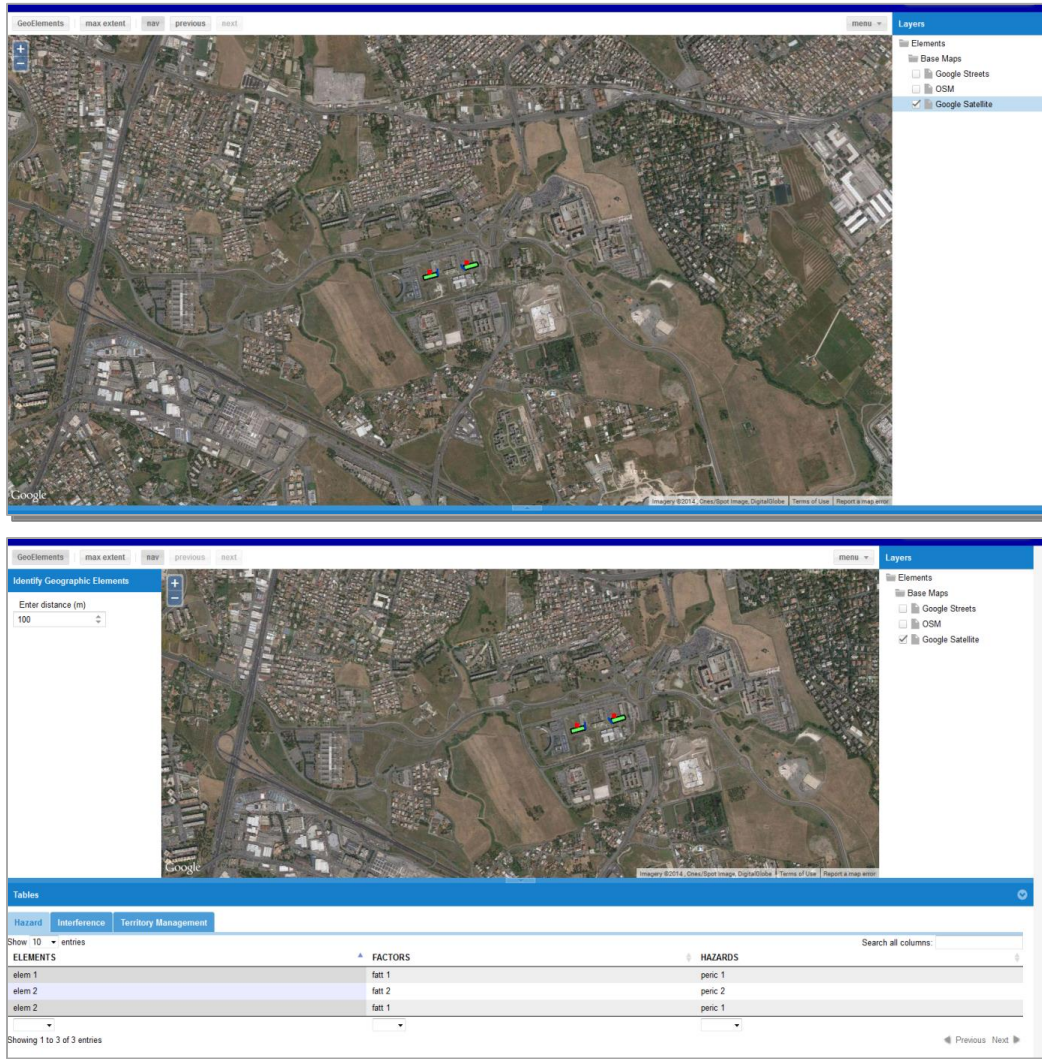 GeoElements max extent nav previous next menu Layers
+
−
Elements
Base Maps
Google Streets
OSM
Google Satellite
Google
Imagery ©2014 , Cnes/Spot Image, DigitalGlobe Terms of Use Report a map error
GeoElements max extent nav previous next menu Layers
Identify Geographic Elements
Enter distance (m)
100
+
−
Elements
Base Maps
Google Streets
OSM
Google Satellite
Google
Imagery ©2014 , Cnes/Spot Image, DigitalGlobe Terms of Use Report a map error
Tables
Hazard Interference Territory Management
Show 10 entries Search all columns:
ELEMENTS FACTORS HAZARDS
elem 1 fatt 1 peric 1
elem 2 fatt 2 peric 2
elem 2 fatt 1 peric 1
Showing 1 to 3 of 3 entries Previous Next